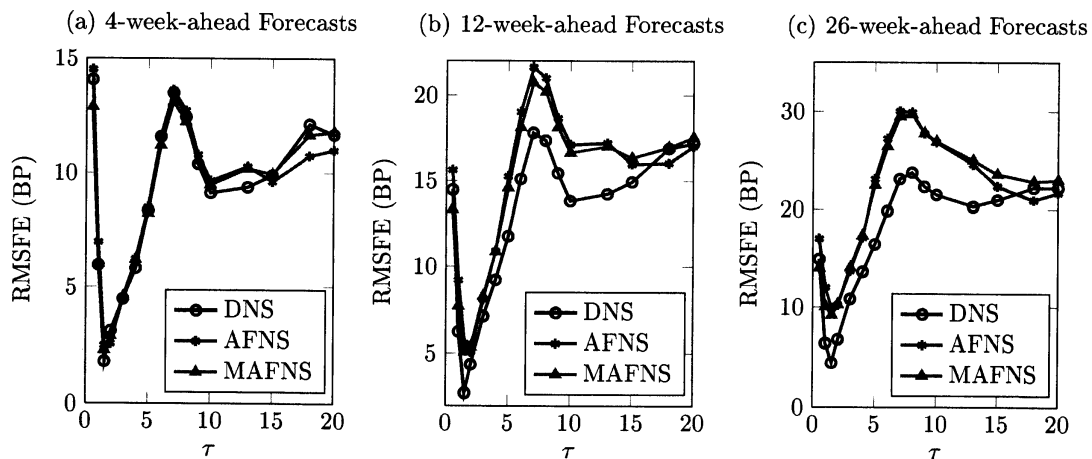 (a) 4-week-ahead Forecasts
15
10
5
0
RMSFE (BP)
0 5 10 15 20
τ
DNS
AFNS
MAFNS
(b) 12-week-ahead Forecasts
20
15
10
5
RMSFE (BP)
0 5 10 15 20
τ
DNS
AFNS
MAFNS
(c) 26-week-ahead Forecasts
30
20
10
0
RMSFE (BP)
0 5 10 15 20
τ
DNS
AFNS
MAFNS